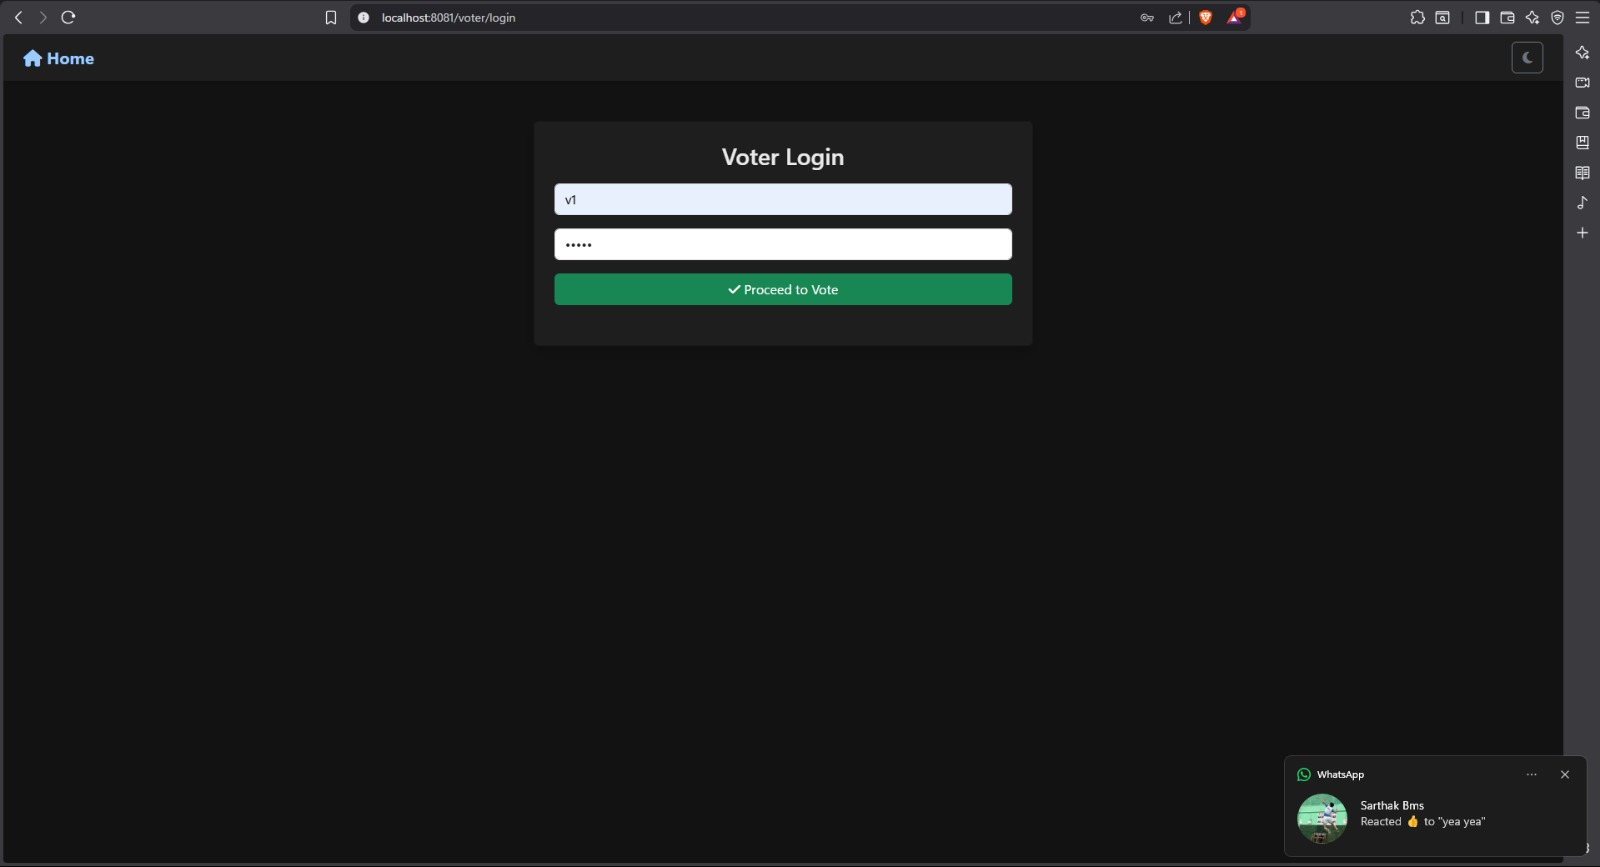 localhost:8081/voter/login
Home
Voter Login
v1
•••••
Proceed to Vote
WhatsApp
Sarthak Bms
Reacted 👍 to "yea yea"